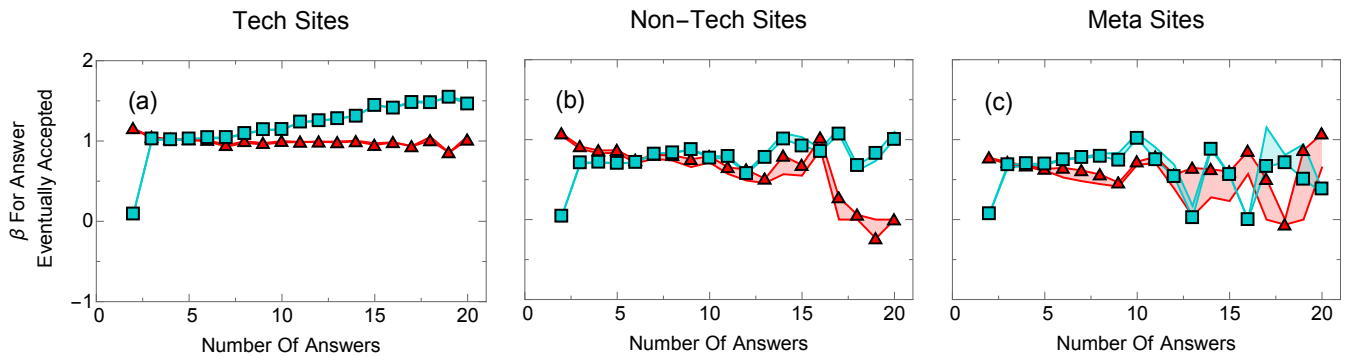 Tech Sites
Non-Tech Sites
Meta Sites
β For Answer
Eventually Accepted
2
1
0
-1
(a)
(b)
(c)
0 5 10 15 20
0 5 10 15 20
0 5 10 15 20
Number Of Answers
Number Of Answers
Number Of Answers